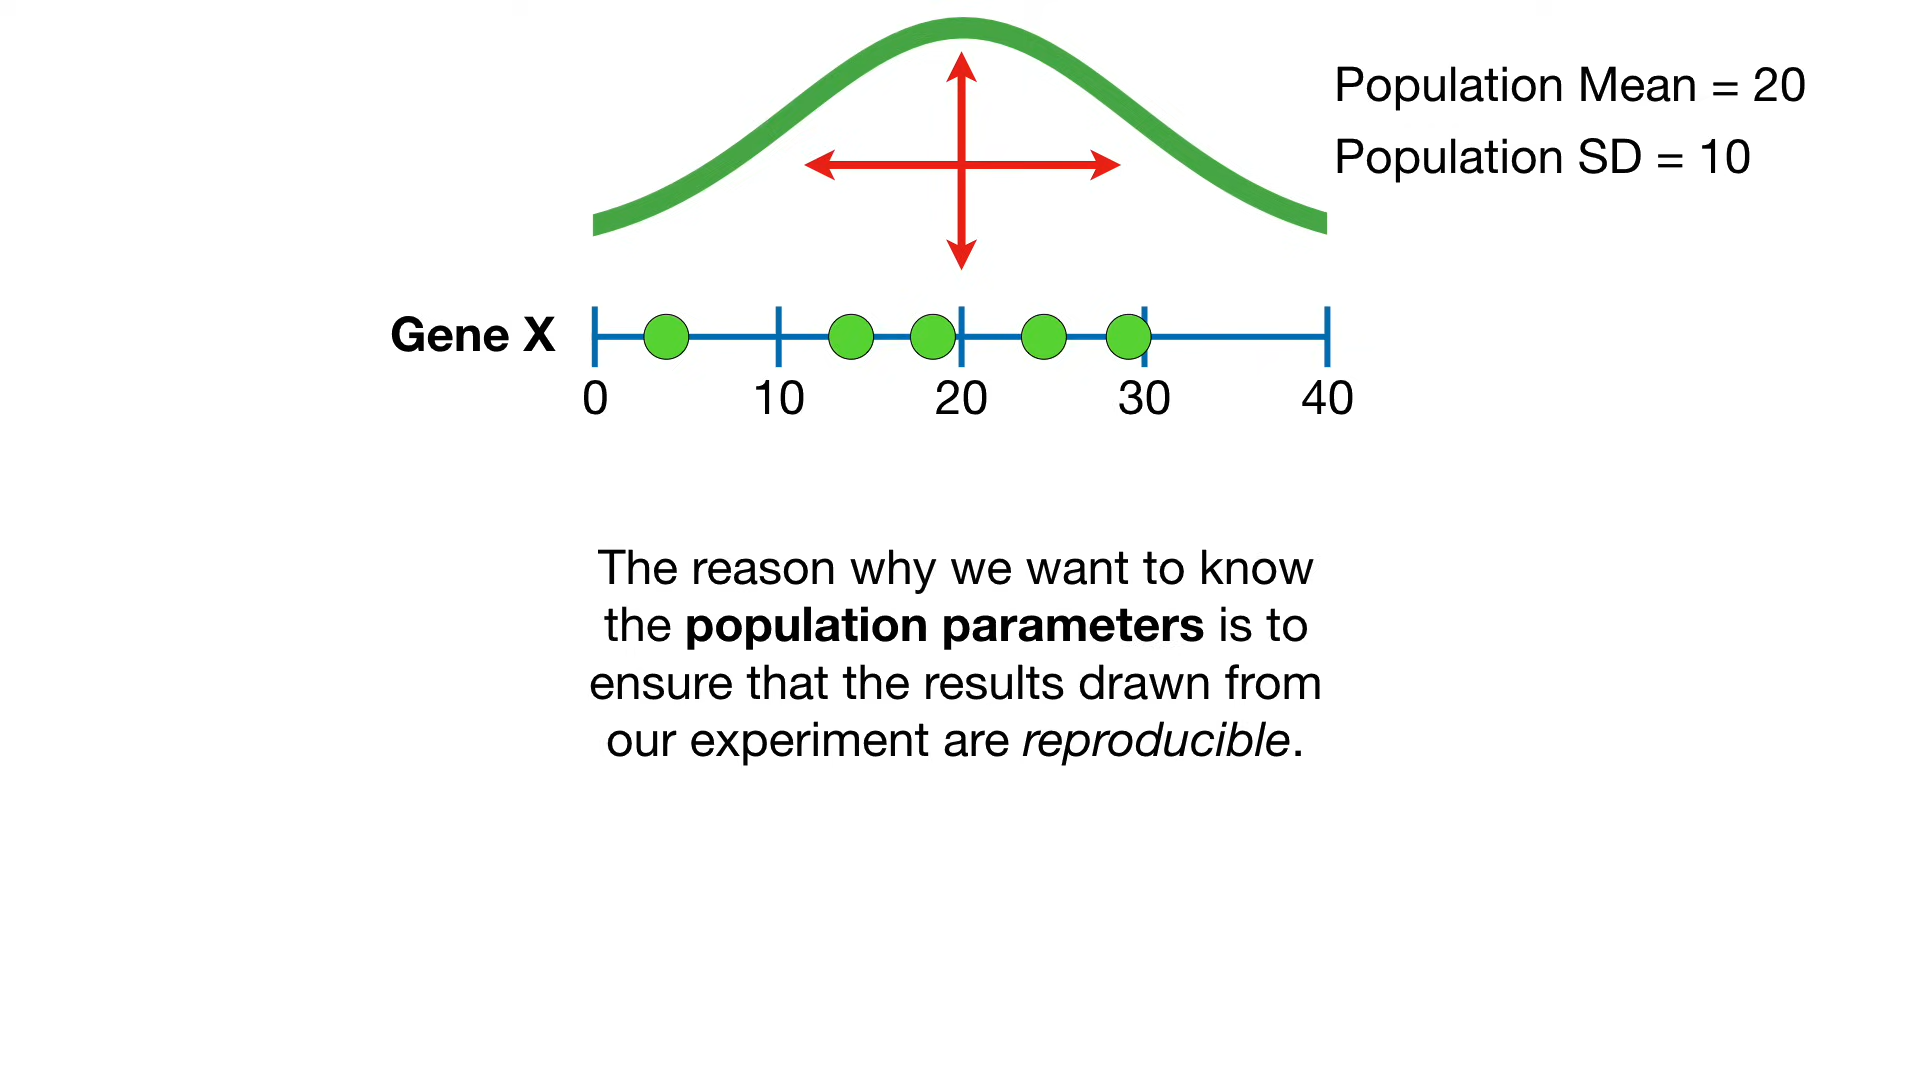 Population Mean = 20
Population SD = 10
Gene X
0 10 20 30 40
The reason why we want to know
the population parameters is to
ensure that the results drawn from
our experiment are reproducible.